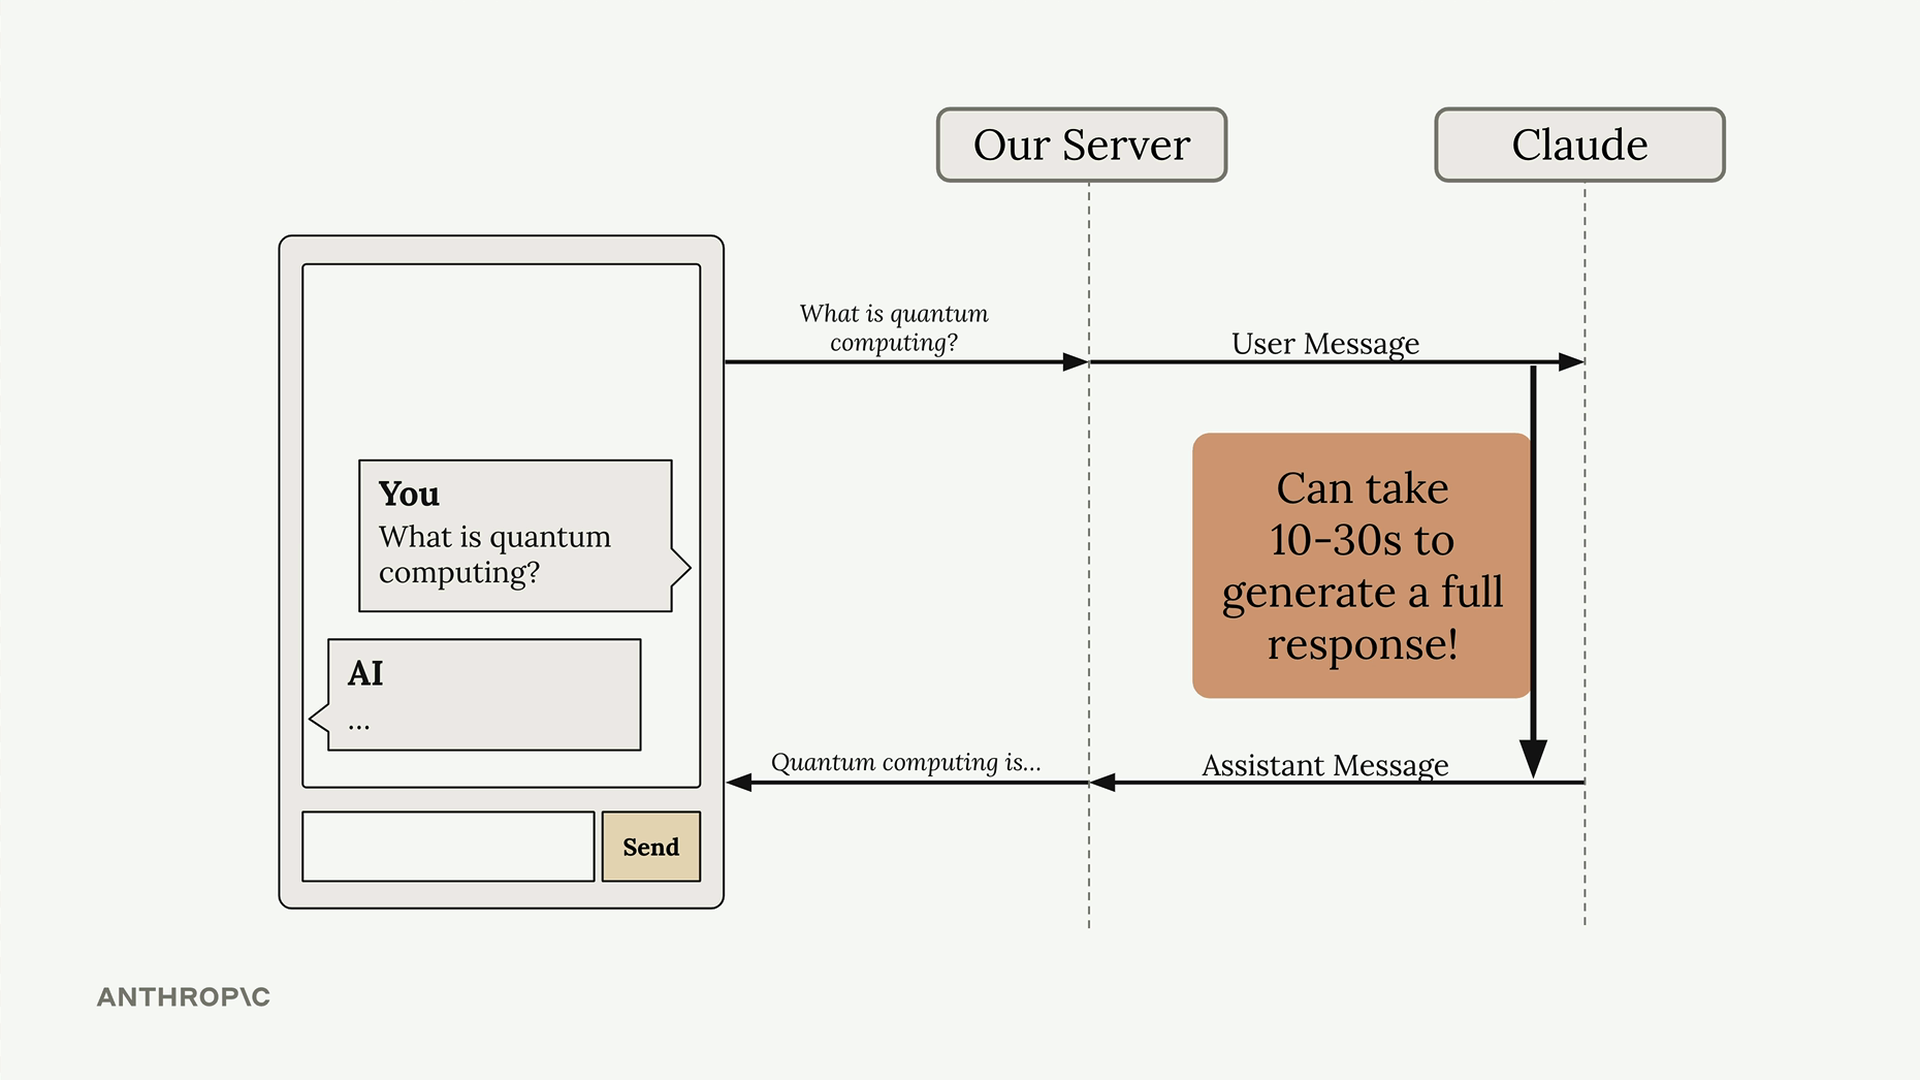 Our Server
Claude
What is quantum
computing?
User Message
You
What is quantum
computing?
Can take
10-30s to
generate a full
response!
AI
...
Quantum computing is...
Assistant Message
Send
ANTHROP\C